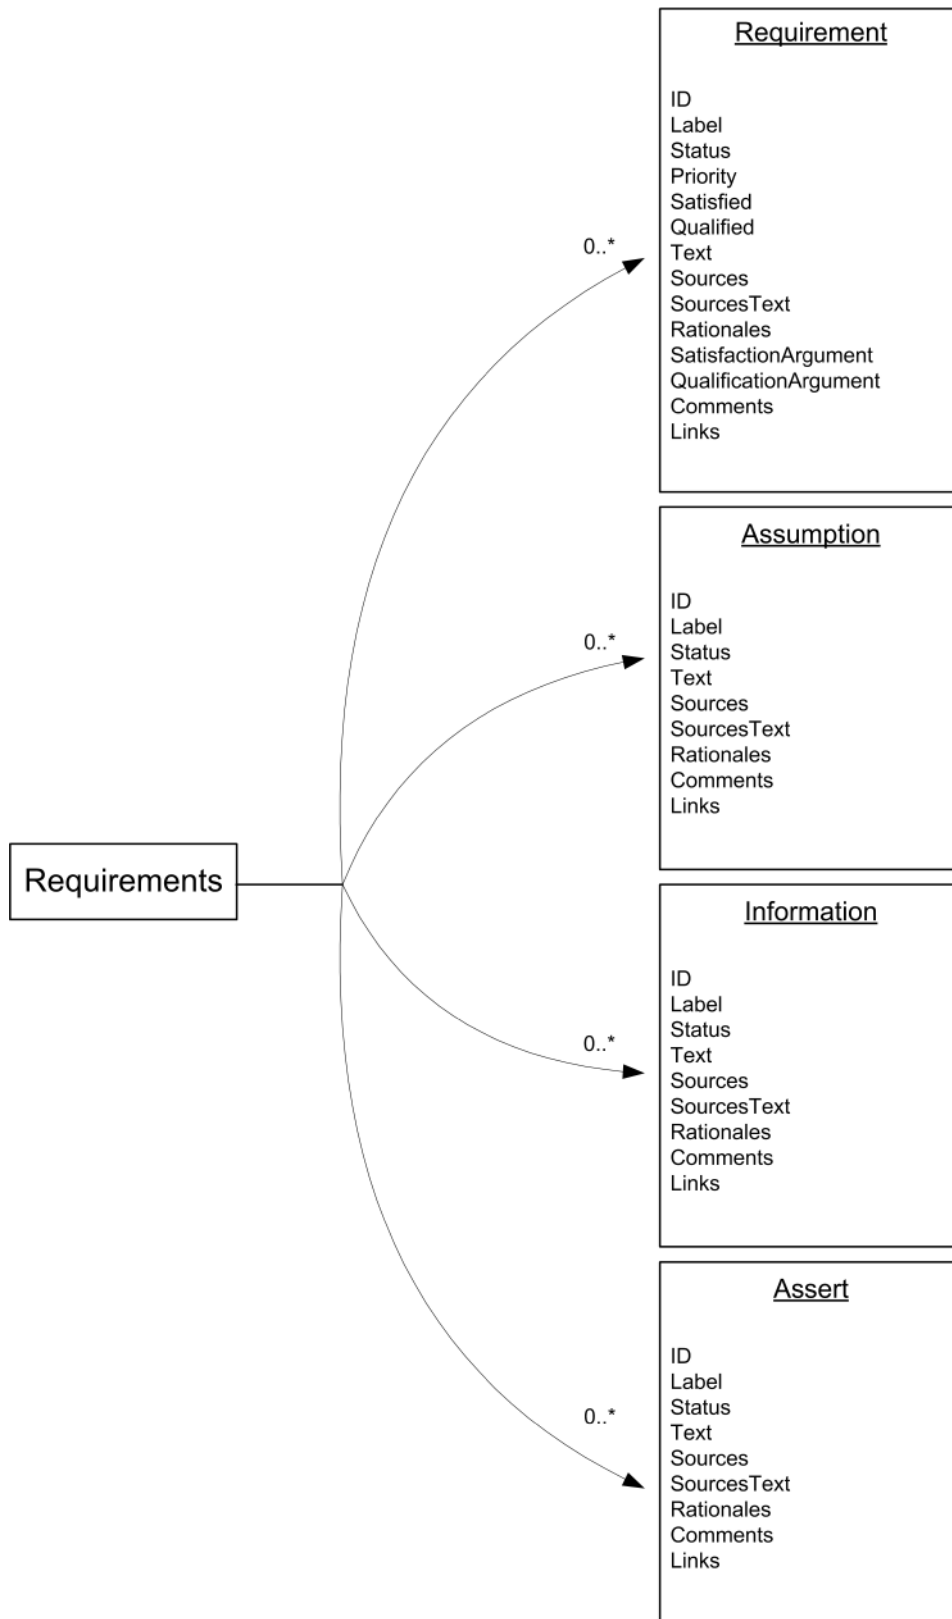 Requirement
ID
Label
Status
Priority
Satisfied
Qualified
Text
Sources
SourcesText
Rationales
SatisfactionArgument
QualificationArgument
Comments
Links
0..*
Assumption
ID
Label
Status
Text
Sources
SourcesText
Rationales
Comments
Links
0..*
Requirements
Information
ID
Label
Status
Text
Sources
SourcesText
Rationales
Comments
Links
0..*
Assert
ID
Label
Status
Text
Sources
SourcesText
Rationales
Comments
Links
0..*